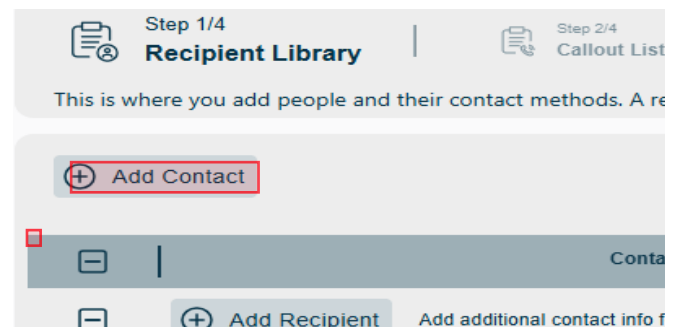 Step 1/4
Recipient Library
Step 2/4
Callout List
This is where you add people and their contact methods. A re
Add Contact
Conta
Add Recipient
Add additional contact info f